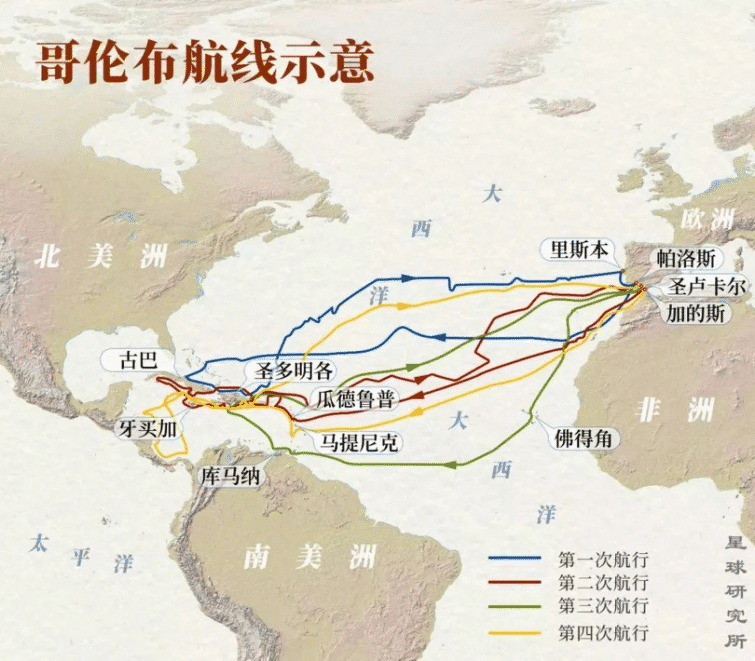 哥伦布航线示意
大
西
洋
欧洲
北美洲
里斯本
帕洛斯
圣卢卡尔
加的斯
古巴
圣多明各
瓜德鲁普
牙买加
马提尼克
非洲
大
西
洋
佛得角
库马纳
太平洋
南美洲
第一次航行
第二次航行
第三次航行
第四次航行
星球研究所